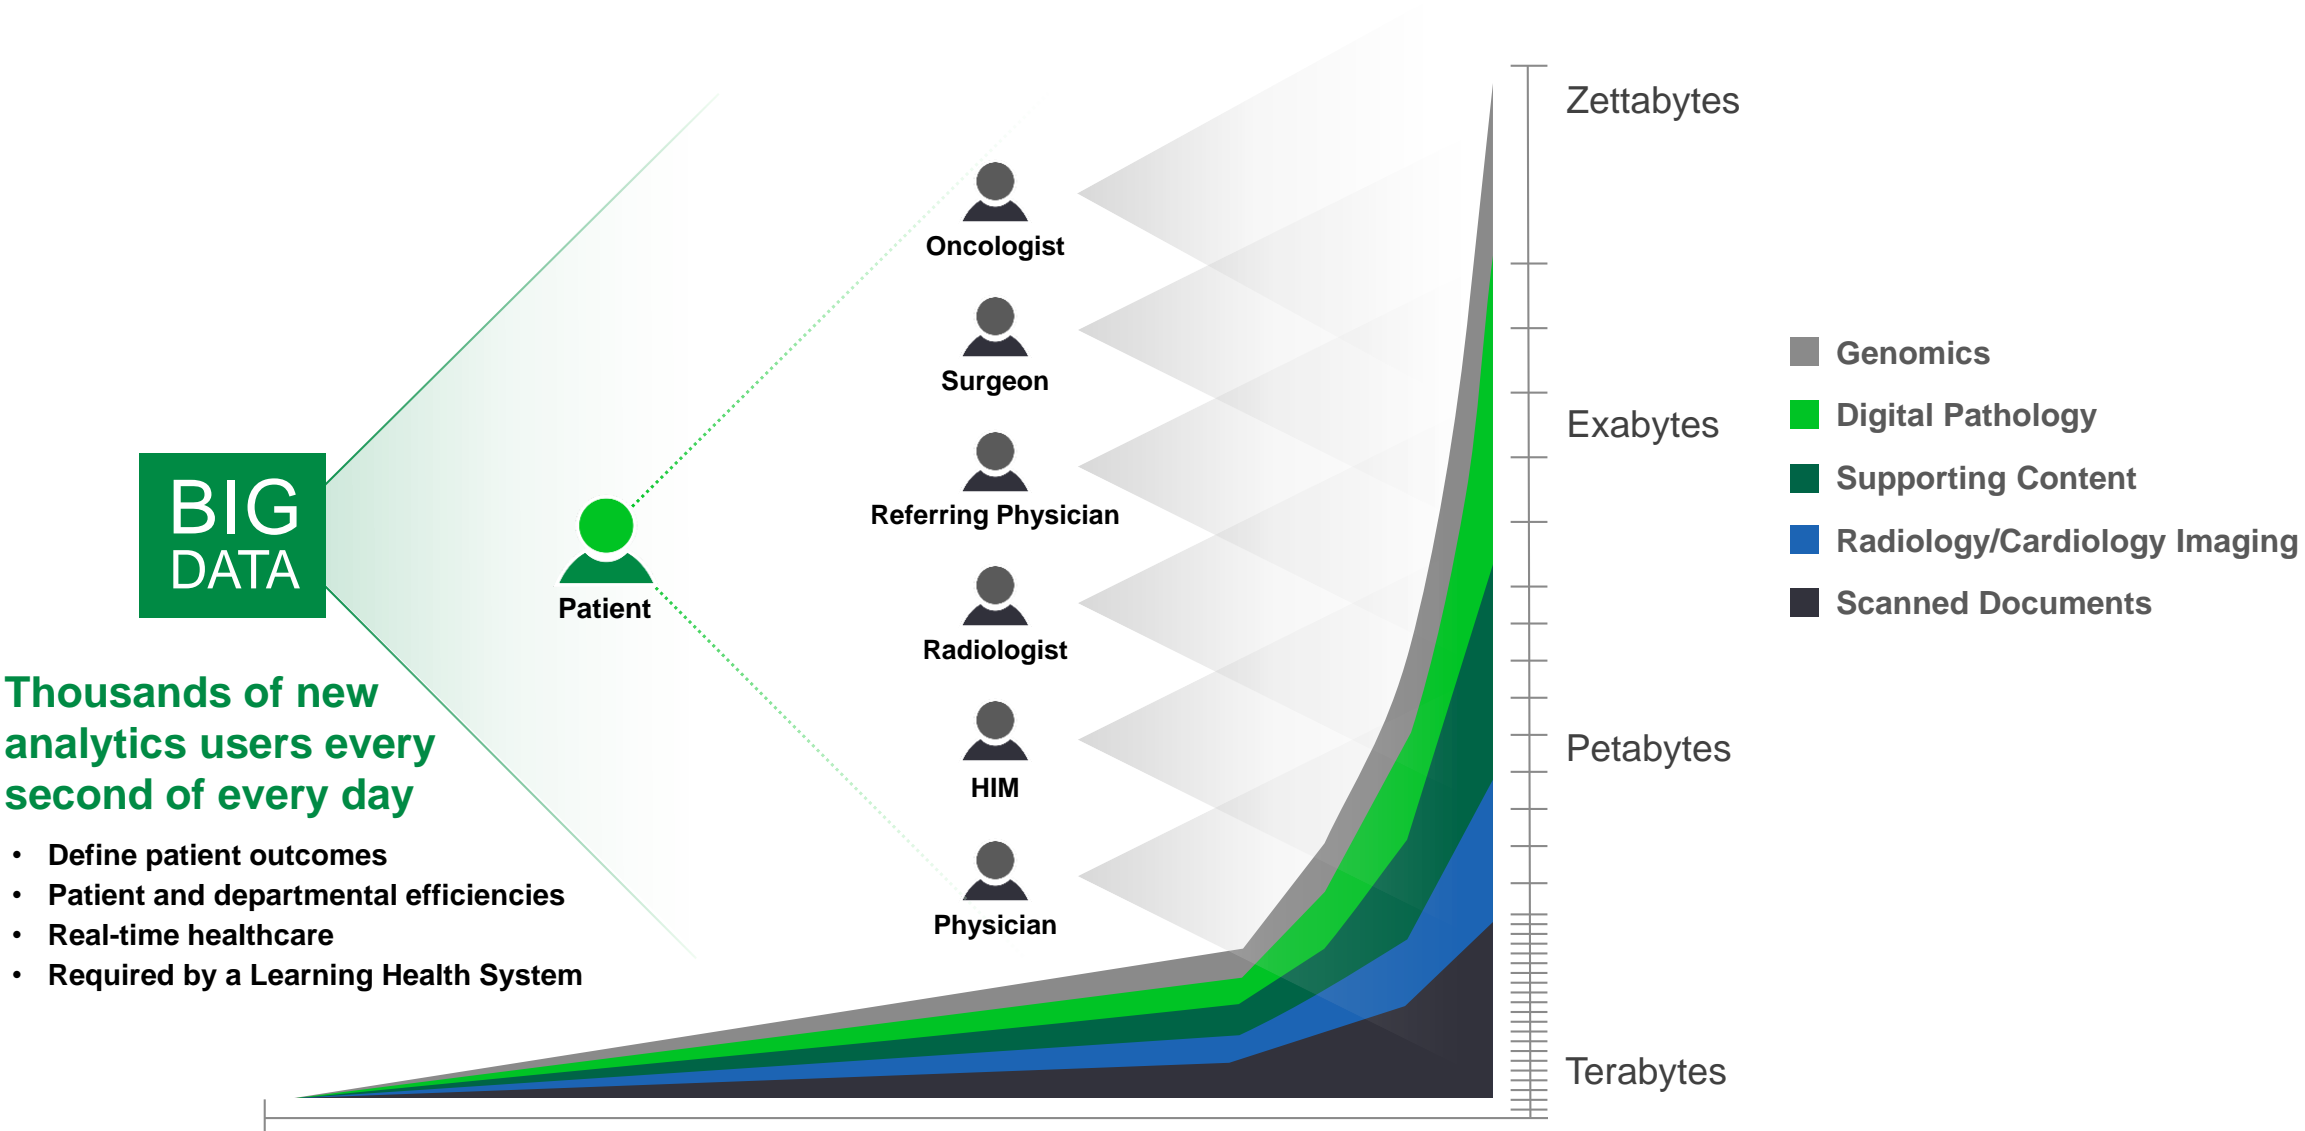 BIG
DATA
Thousands of new
analytics users every
second of every day
• Define patient outcomes
• Patient and departmental efficiencies
• Real-time healthcare
• Required by a Learning Health System
Patient
Oncologist
Surgeon
Referring Physician
Radiologist
HIM
Physician
Zettabytes
Exabytes
Petabytes
Terabytes
Genomics
Digital Pathology
Supporting Content
Radiology/Cardiology Imaging
Scanned Documents